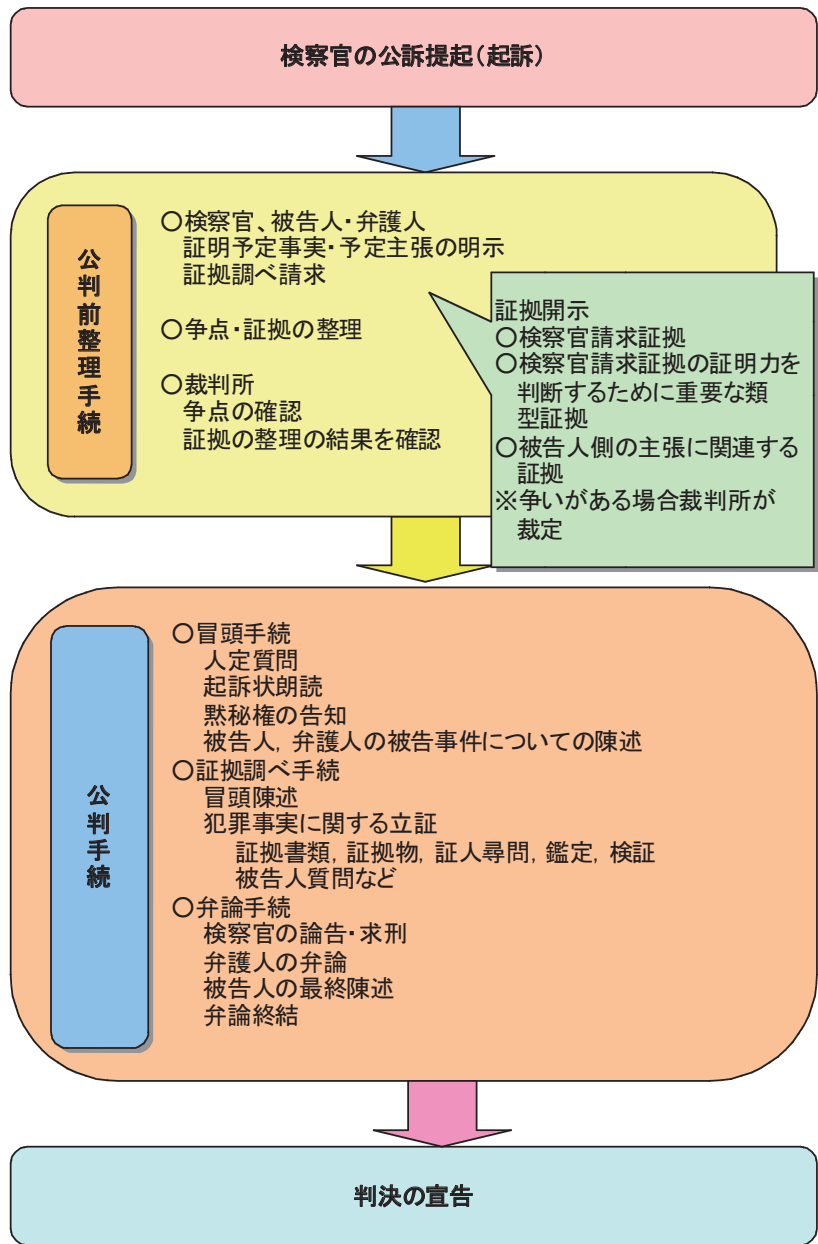 検察官の公訴提起（起訴）
公判前整理手続
○検察官、被告人・弁護人
証明予定事実・予定主張の明示
証拠調べ請求
○争点・証拠の整理
○裁判所
争点の確認
証拠の整理の結果を確認
証拠開示
○検察官請求証拠
○検察官請求証拠の証明力を
判断するために重要な類
型証拠
○被告人側の主張に関連する
証拠
※争いがある場合裁判所が
裁定
公判手続
○冒頭手続
人定質問
起訴状朗読
黙秘権の告知
被告人，弁護人の被告事件についての陳述
○証拠調べ手続
冒頭陳述
犯罪事実に関する立証
証拠書類，証拠物，証人尋問，鑑定，検証
被告人質問など
○弁論手続
検察官の論告・求刑
弁護人の弁論
被告人の最終陳述
弁論終結
判決の宣告